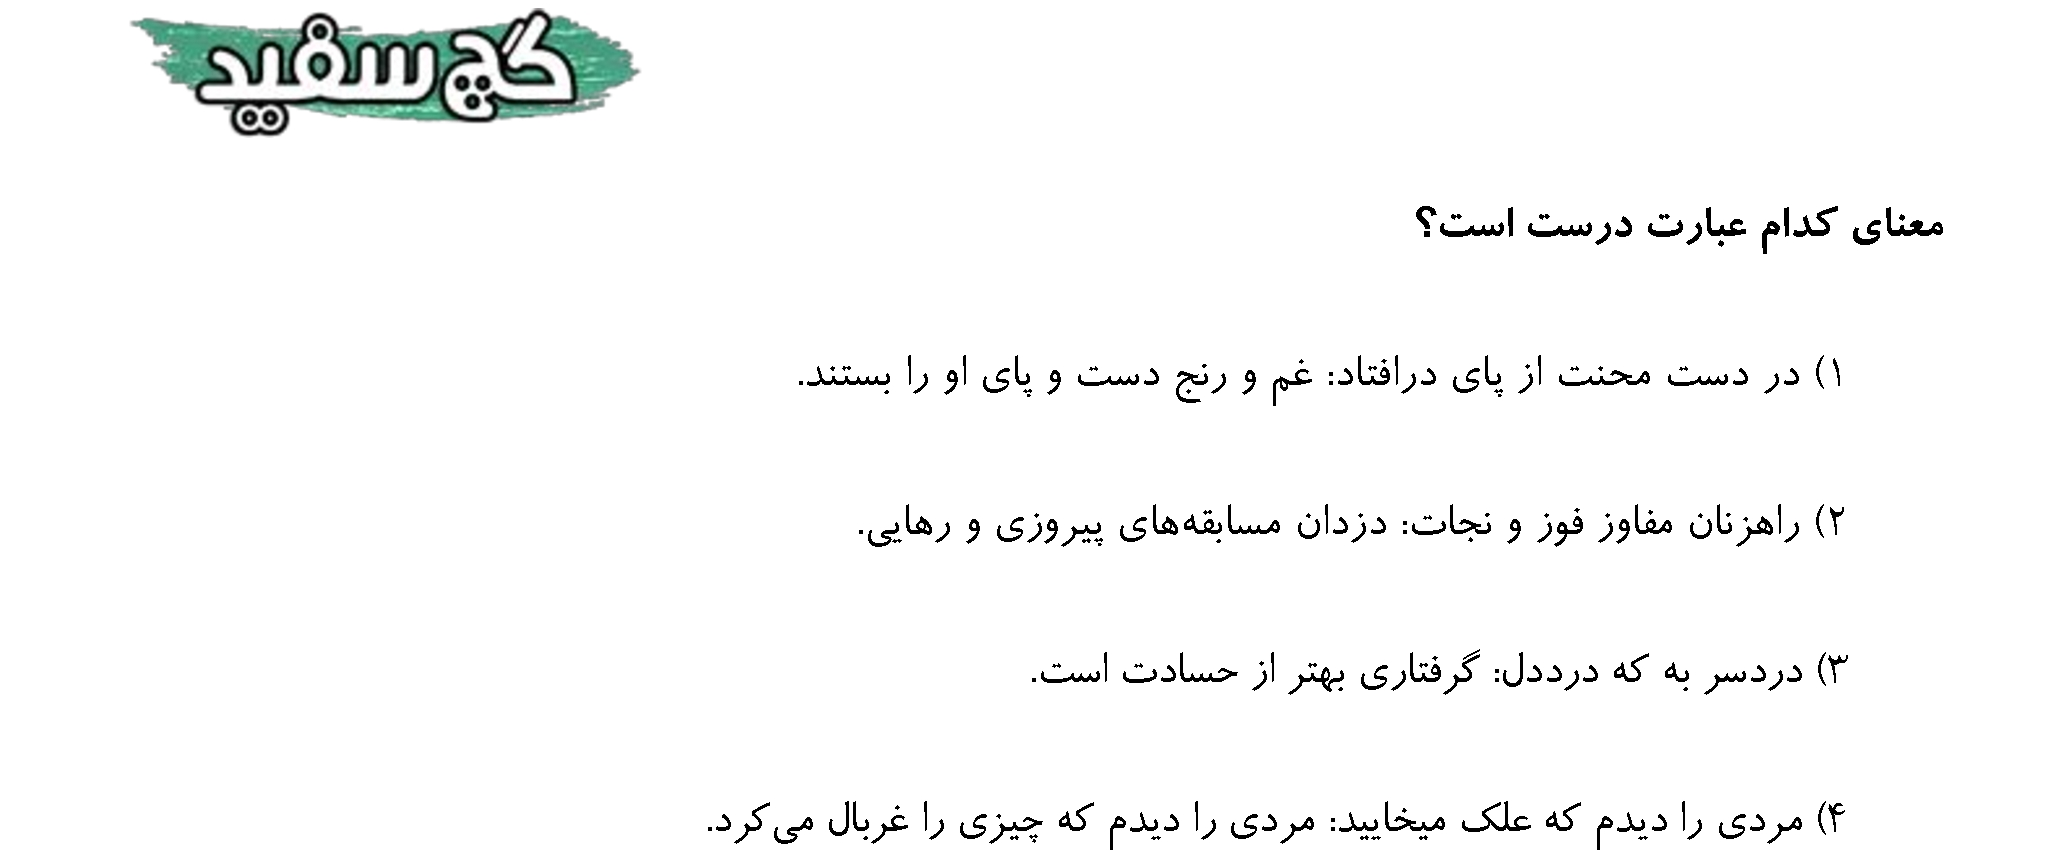 گچ سفید
معنای کدام عبارت درست است؟
۱) در دست محنت از پای درافتاد: غم و رنج دست و پای او را بستند.
۲) راهزنان مفاوز فوز و نجات: دزدان مسابقه‌های پیروزی و رهایی.
۳) دردسر به که درددل: گرفتاری بهتر از حسادت است.
۴) مردی را دیدم که علک میخایید: مردی را دیدم که چیزی را غربال می‌کرد.